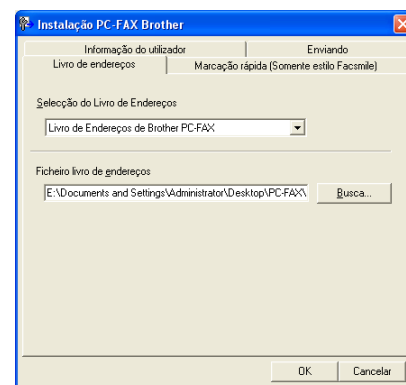 Instalação PC-FAX Brother
Informação do utilizador Enviando
Livro de endereços Marcação rápida (Somente estilo Facsmile)
Selecção do Livro de Endereços
Livro de Endereços de Brother PC-FAX
Ficheiro livro de endereços
E:\Documents and Settings\Administrator\Desktop\PC-FAX\ Busca...
OK Cancelar